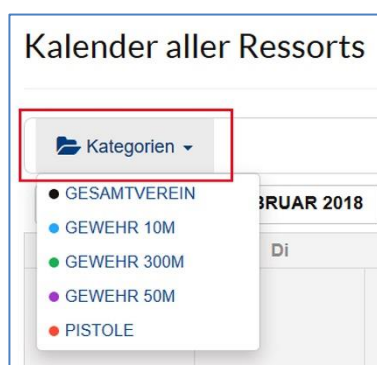 Kalender aller Ressorts
Kategorien
GESAMTVEREIN
BRUAR 2018
GEWEHR 10M
Di
GEWEHR 300M
GEWEHR 50M
PISTOLE